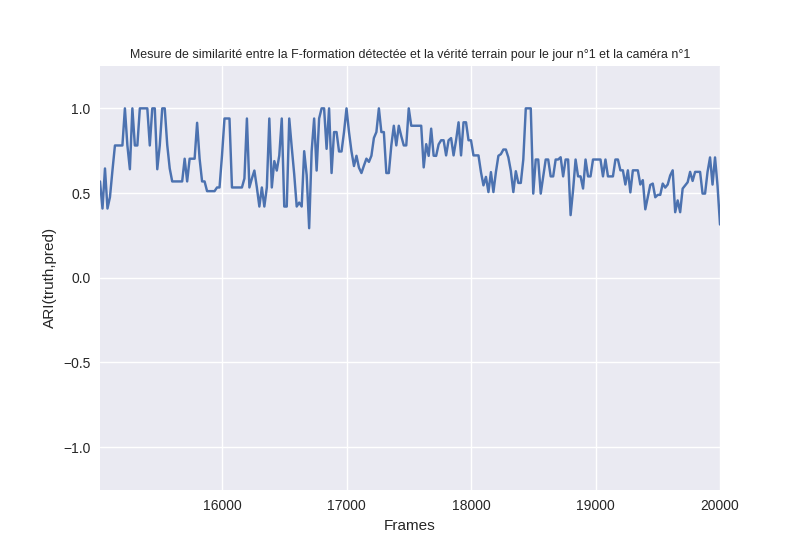 Mesure de similarité entre la F-formation détectée et la vérité terrain pour le jour n°1 et la caméra n°1
1.0
0.5
0.0
−0.5
−1.0
ARI(truth,pred)
16000 17000 18000 19000 20000
Frames